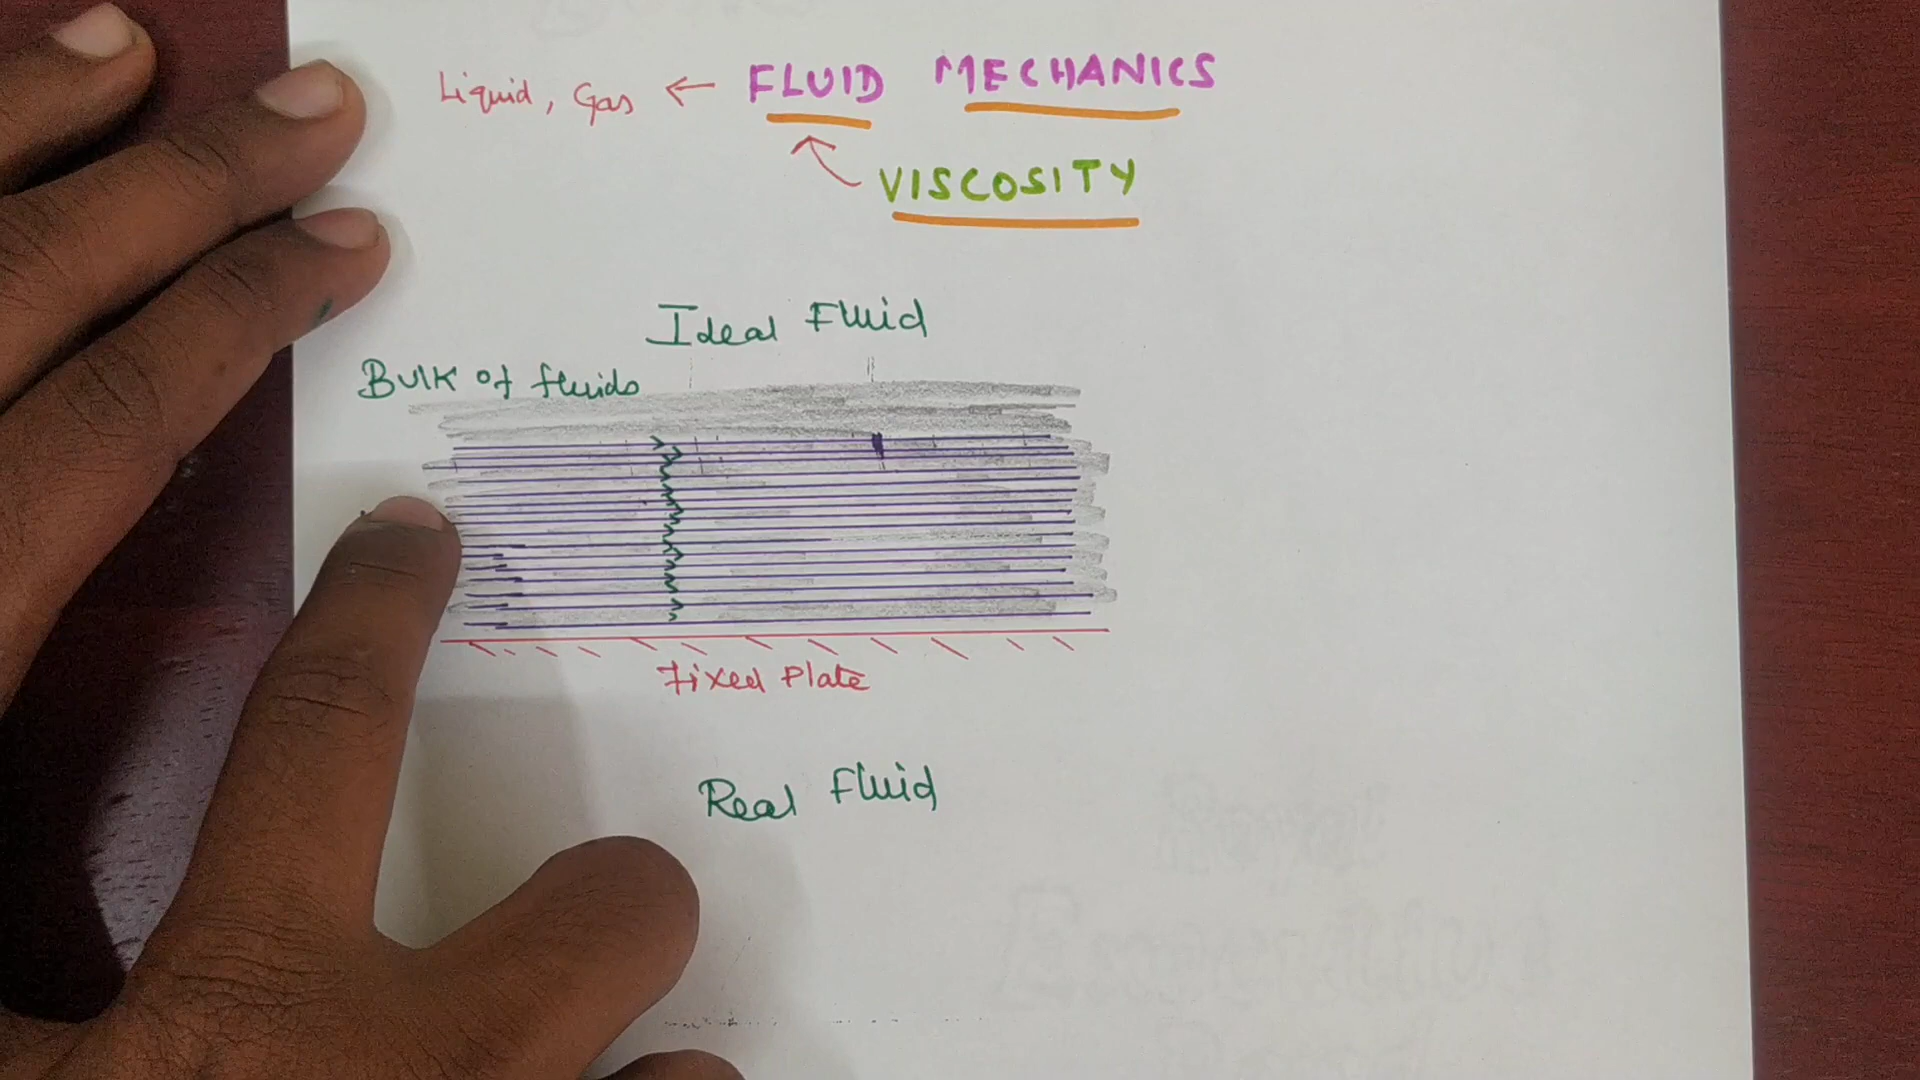 Liquid, Gas ← FLUID MECHANICS
VISCOSITY
Ideal Fluid
Bulk of fluids
Fixed Plate
Real Fluid